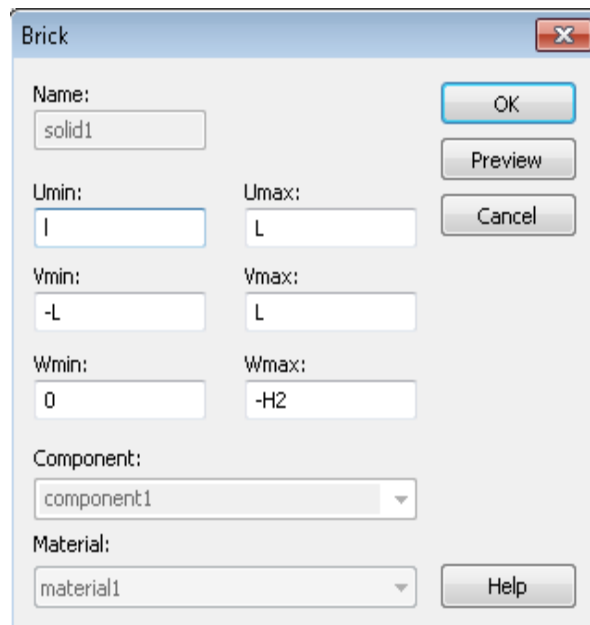 Brick
Name:
OK
solid1
Preview
Umin:
Umax:
Cancel
l
L
Vmin:
Vmax:
-L
L
Wmin:
Wmax:
0
-H2
Component:
component1
Material:
material1
Help